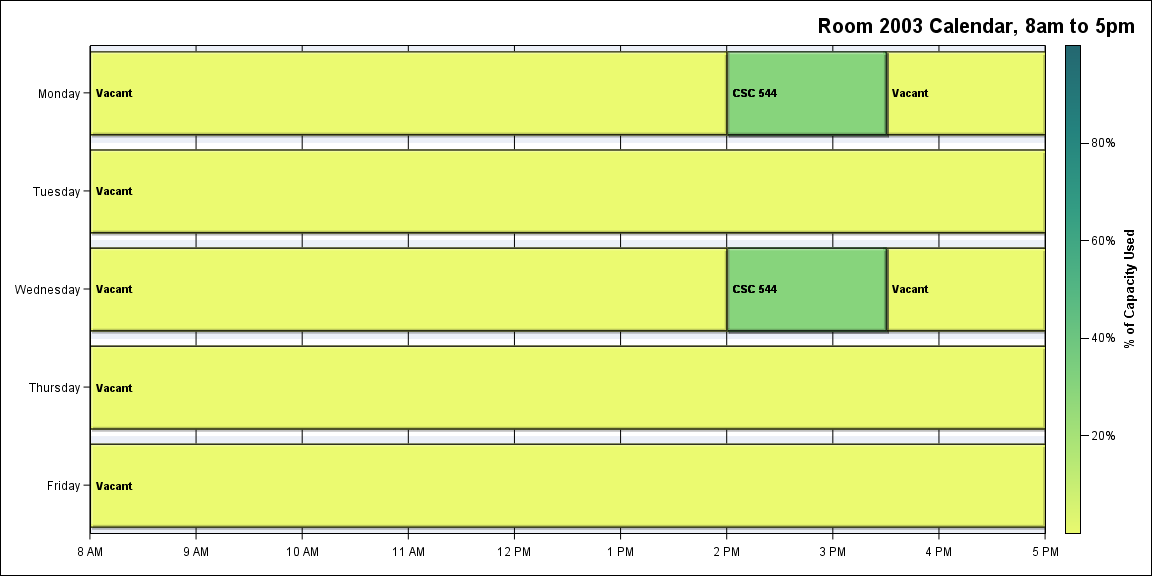 Room 2003 Calendar, 8am to 5pm
Monday
Vacant
CSC 544
Vacant
Tuesday
Vacant
Wednesday
Vacant
CSC 544
Vacant
Thursday
Vacant
Friday
Vacant
8 AM 9 AM 10 AM 11 AM 12 PM 1 PM 2 PM 3 PM 4 PM 5 PM
80%
60%
40%
20%
% of Capacity Used